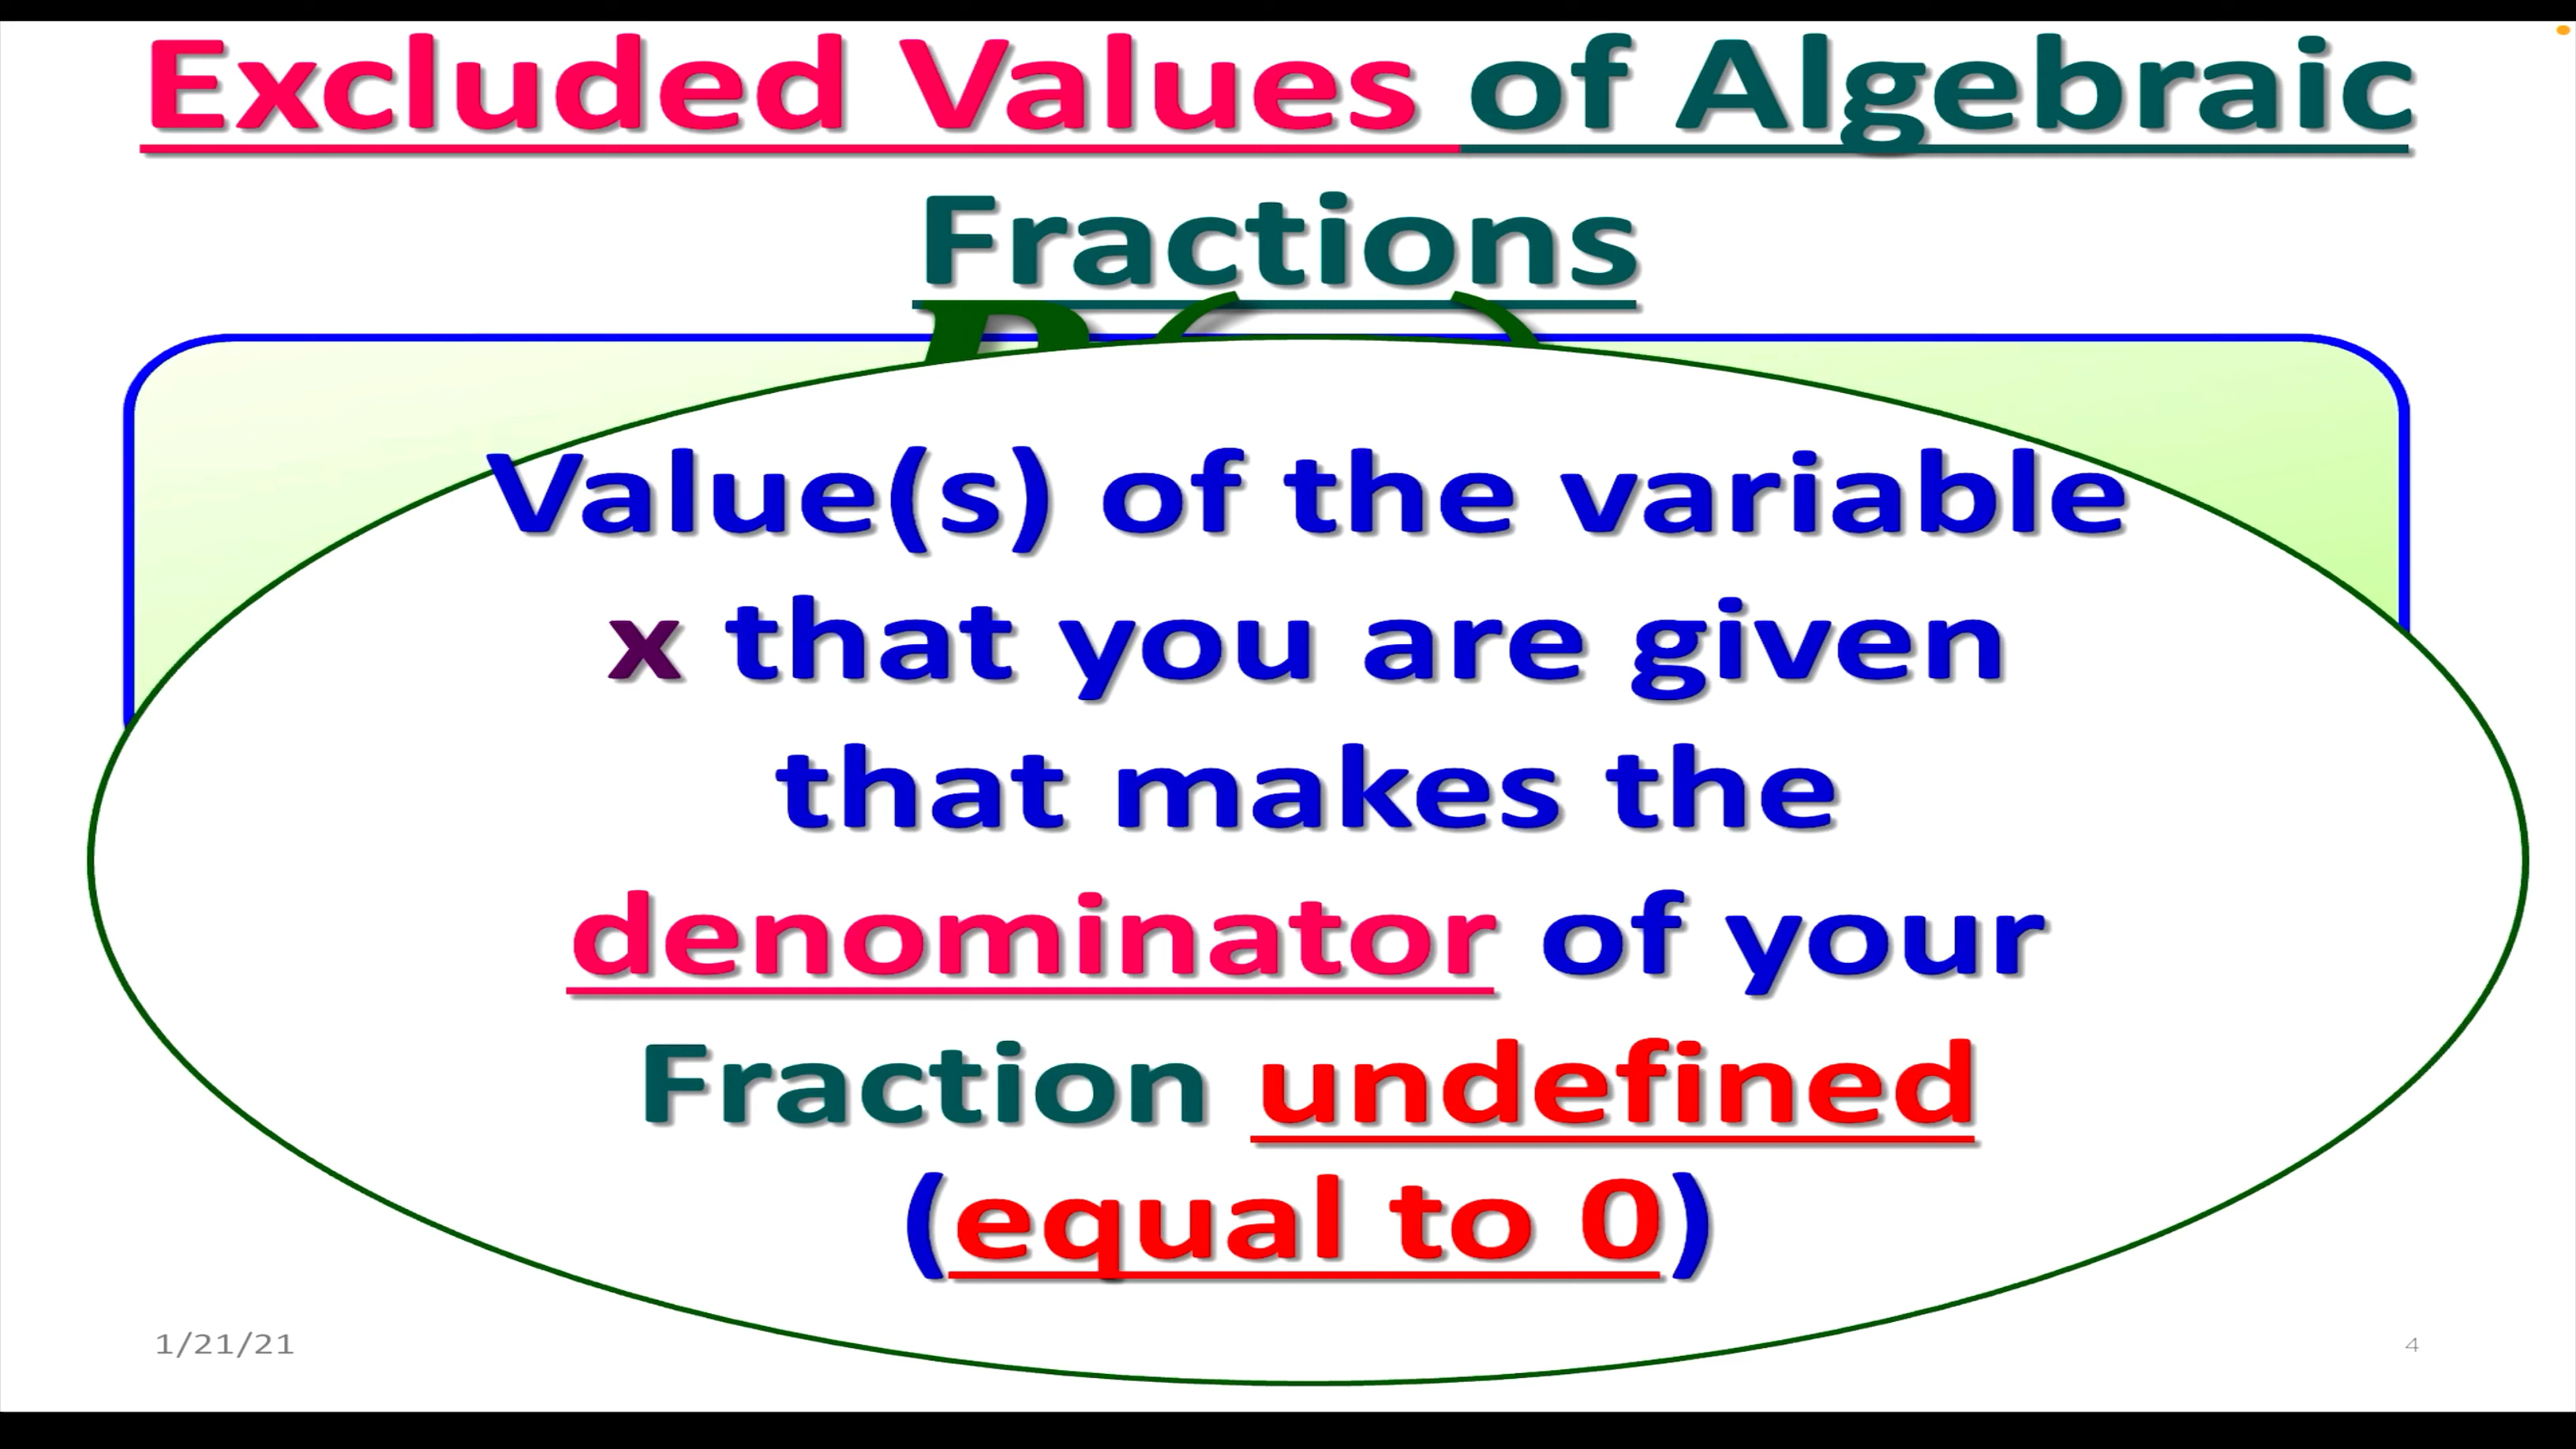 Excluded Values of Algebraic
Fractions
Value(s) of the variable
x that you are given
that makes the
denominator of your
Fraction undefined
(equal to 0)
1/21/21
4